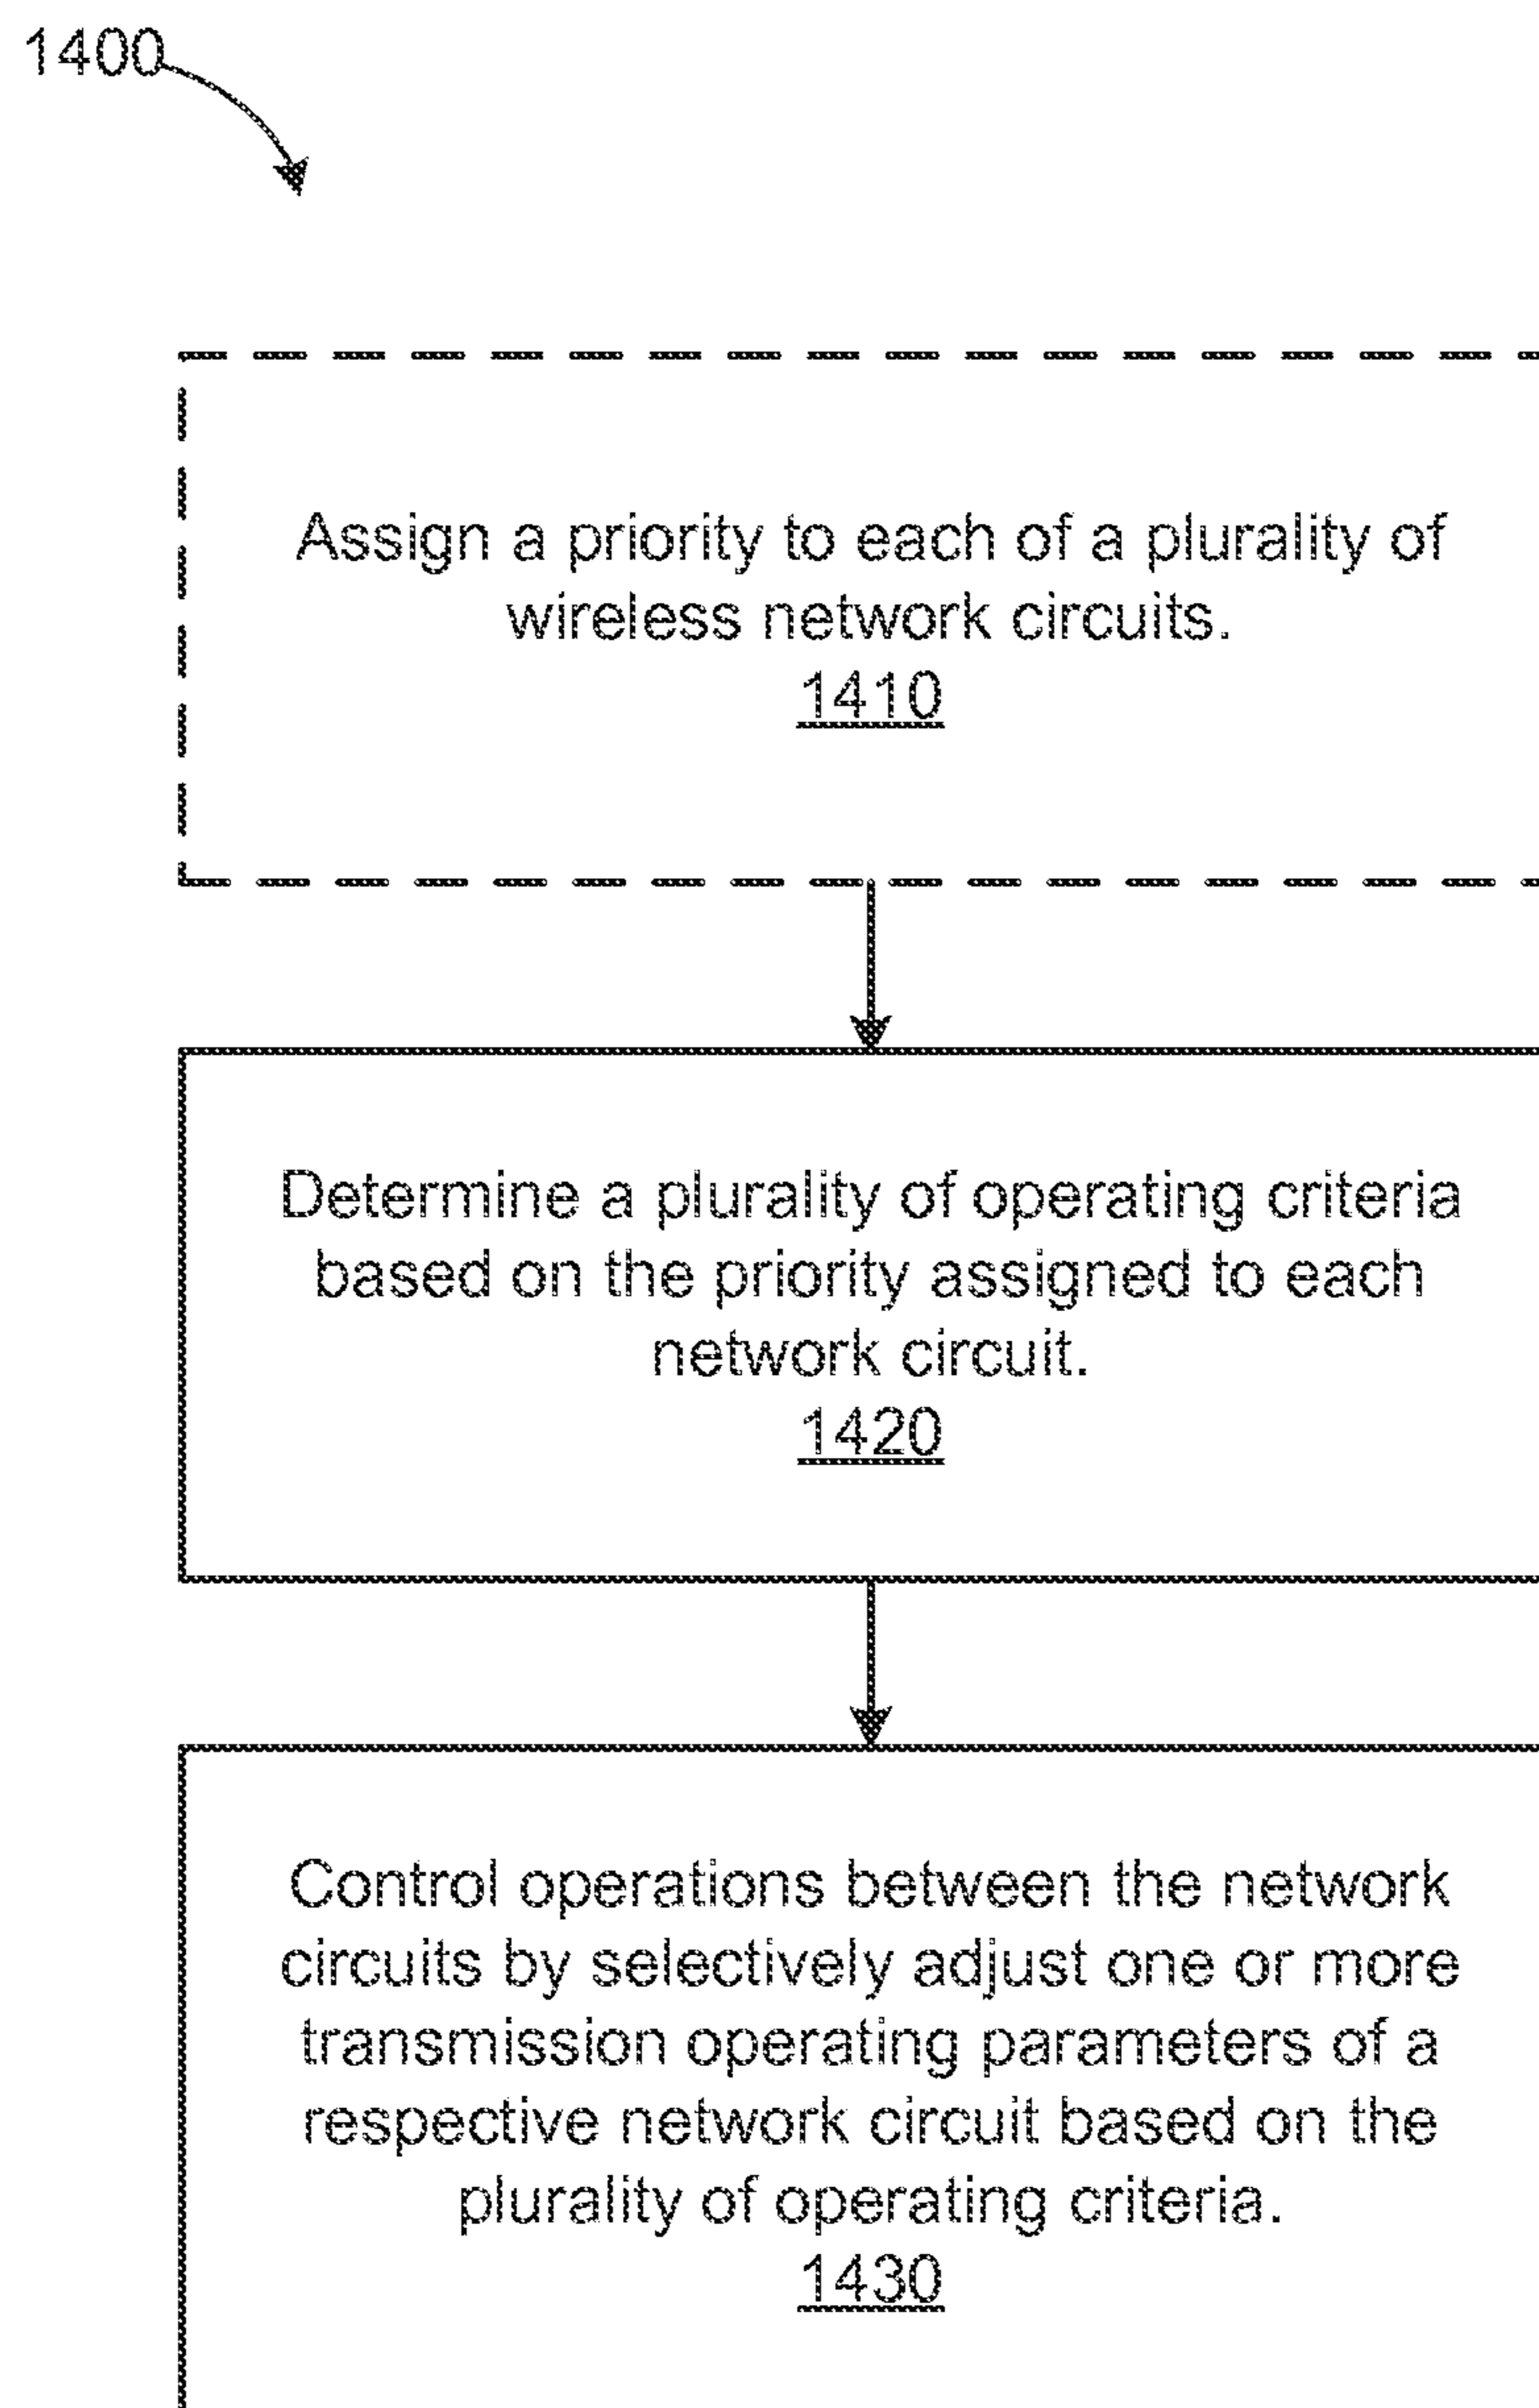 1400
Assign a priority to each of a plurality of
wireless network circuits.
1410
Determine a plurality of operating criteria
based on the priority assigned to each
network circuit.
1420
Control operations between the network
circuits by selectively adjust one or more
transmission operating parameters of a
respective network circuit based on the
plurality of operating criteria.
1430